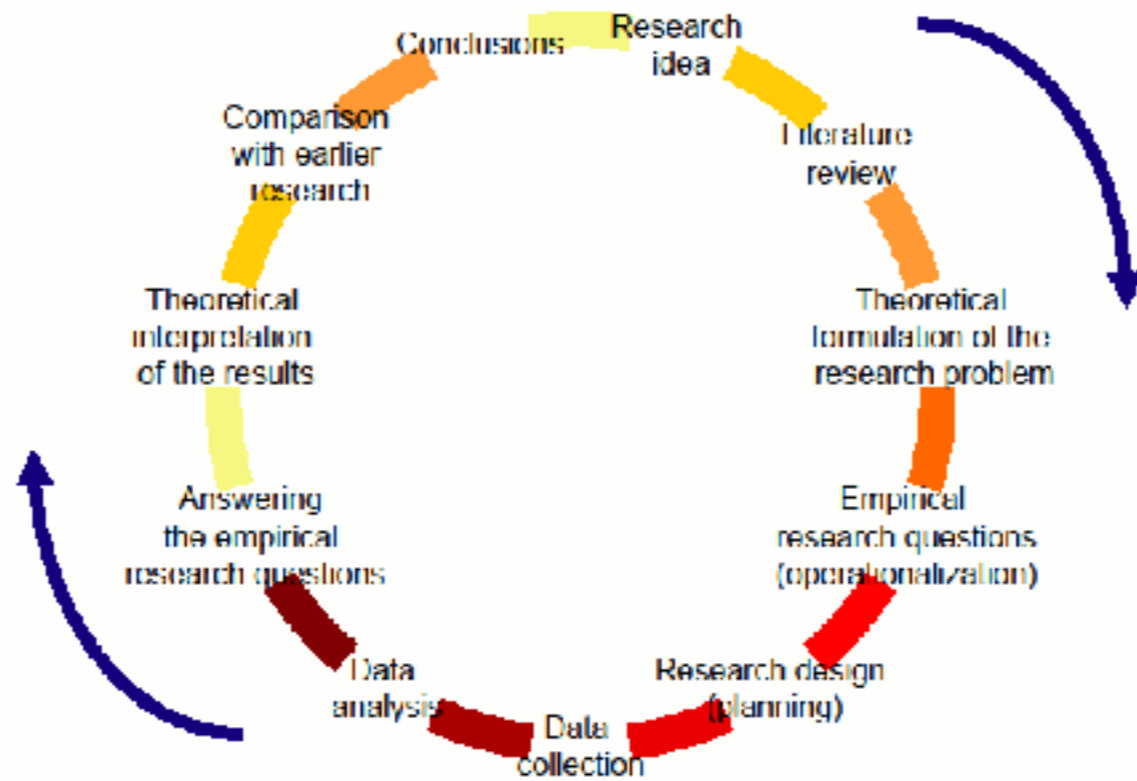 Research
idea
Literature
review
Theoretical
formulation of the
research problem
Empirical
research questions
(operationalization)
Research design
(planning)
Data
collection
Data
analysis
Answering
the empirical
research questions
Theoretical
interpretation
of the results
Comparison
with earlier
research
Conclusions